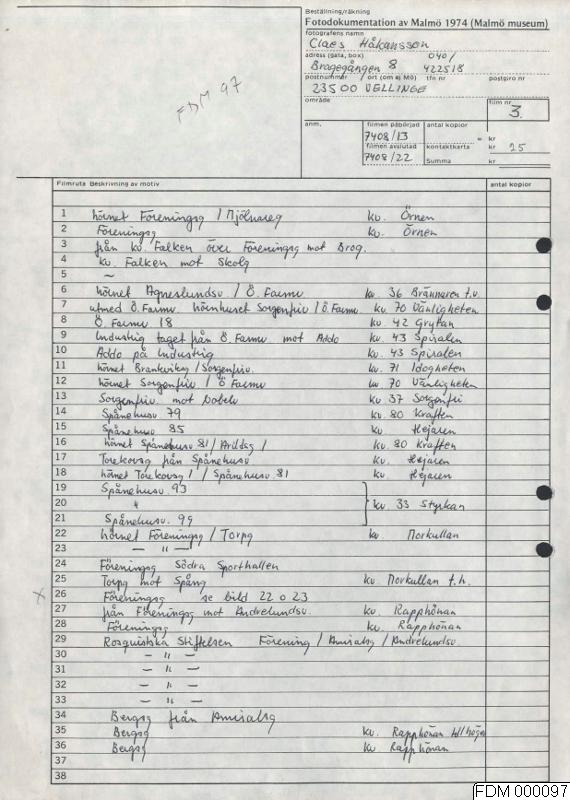 Beställning/räkning
Fotodokumentation av Malmö 1974 (Malmö museum)
fotografens namn
Claes Håkansson
adress (gata, box)
040/
Bragegången 8
422518
postnummer ort (om ej Mö) tfn nr postgiro nr
23500 VELLINGE
område
film nr
3.
FDM 97
anm.
filmen påbörjad antal kopior
7408/13 = kr
filmen avslutad kontaktkarta kr 25
7408/22 Summa kr
Filmruta Beskrivning av motiv antal kopior
1 hörnet Föreningsg / Mjölnareg kv. Örnen
2 Föreningsg kv. Örnen
3 från kv. Falken över Föreningsg mot Brog.
4 kv. Falken mot Skolg
5 ~
6 hörnet Agneslundsv / Ö. Farmv. kv. 36 Brännaren t.v.
7 utmed Ö. Farmv. hörnhuset Sorgenfriv / Ö. Farmv kv. 70 Vänligheten
8 Ö. Farmv 18 kv. 42 Grytan
9 Industrig taget från Ö. Farmv. mot Addo kv. 43 Spiralen
10 Addo på Industrig kv. 43 Spiralen
11 hörnet / Sorgenfriv. kv. 71 Idogheten
12 hörnet Sorgenfriv / Ö Farmv kv 70 Vänligheten
13 Sorgenfriv. mot Nobelv kv 37 Sorgenfri
14 Spånehusv 79 kv. 80 Kraften
15 Spånehusv 85 kv. Hejaren
16 hörnet Spånehusv 81 / Arildsg / kv. 80 Kraften
17 Torekovsg från Spånehusv kv. Hejaren
18 hörnet Torekovsg / / Spånehusv 81 kv. Hejaren
19 Spånehusv. 93
20 " kv. 33 Styrkan
21 Spånehusv. 99
22 hörnet Föreningsg / Torpg kv. Morkullan
23 — " —
24 Föreningsg Södra Sporthallen
25 Torpg mot Spång kv. Morkullan t.h.
x 26 Föreningsg se bild 22 o 23
27 från Föreningsg mot Andrelundsv. kv. Rapphönan
28 Föreningsg kv. Rapphönan
29 Rosquistska Stiftelsen Förening / Amiralsg / Andrelundsv.
30 — " —
31 — " —
32 — " —
33 — " —
34 Bergsg från Amiralsg
35 Bergsg kv. Rapphönan till höger
36 Bergsg kv Rapphönan
37
38
FDM 000097